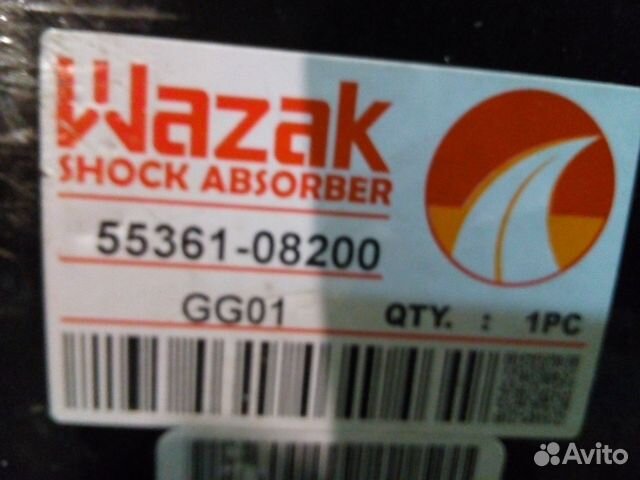 Wazak
SHOCK ABSORBER
55361-08200
GG01 QTY. : 1PC
Avito